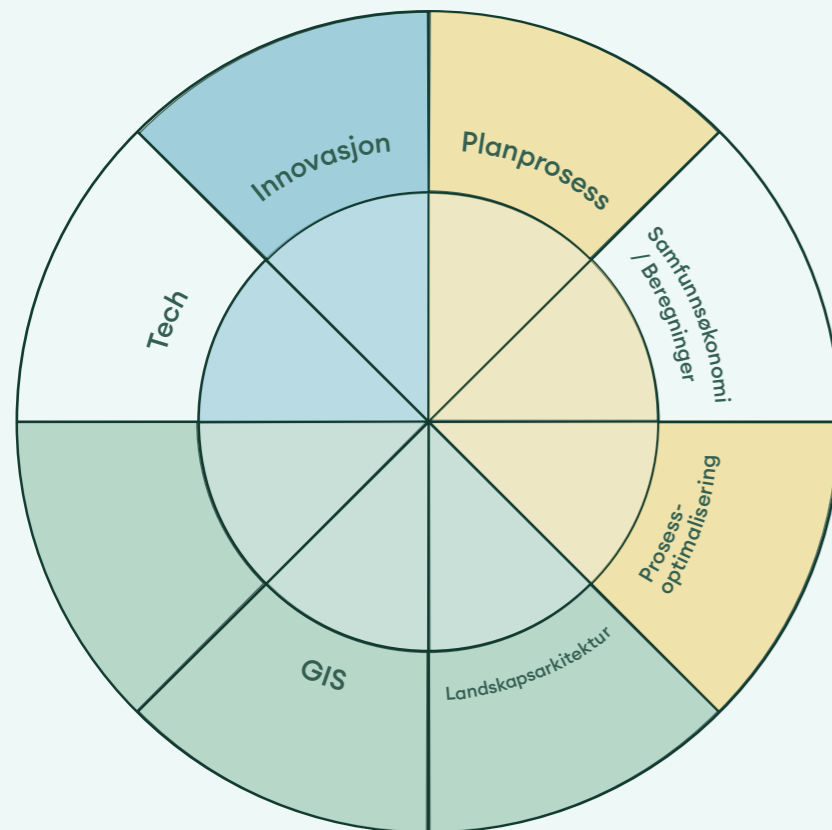 Innovasjon
Planprosess
Samfunnsøkonomi
/ Beregninger
Prosess-
optimalisering
Landskapsarkitektur
GIS
Tech